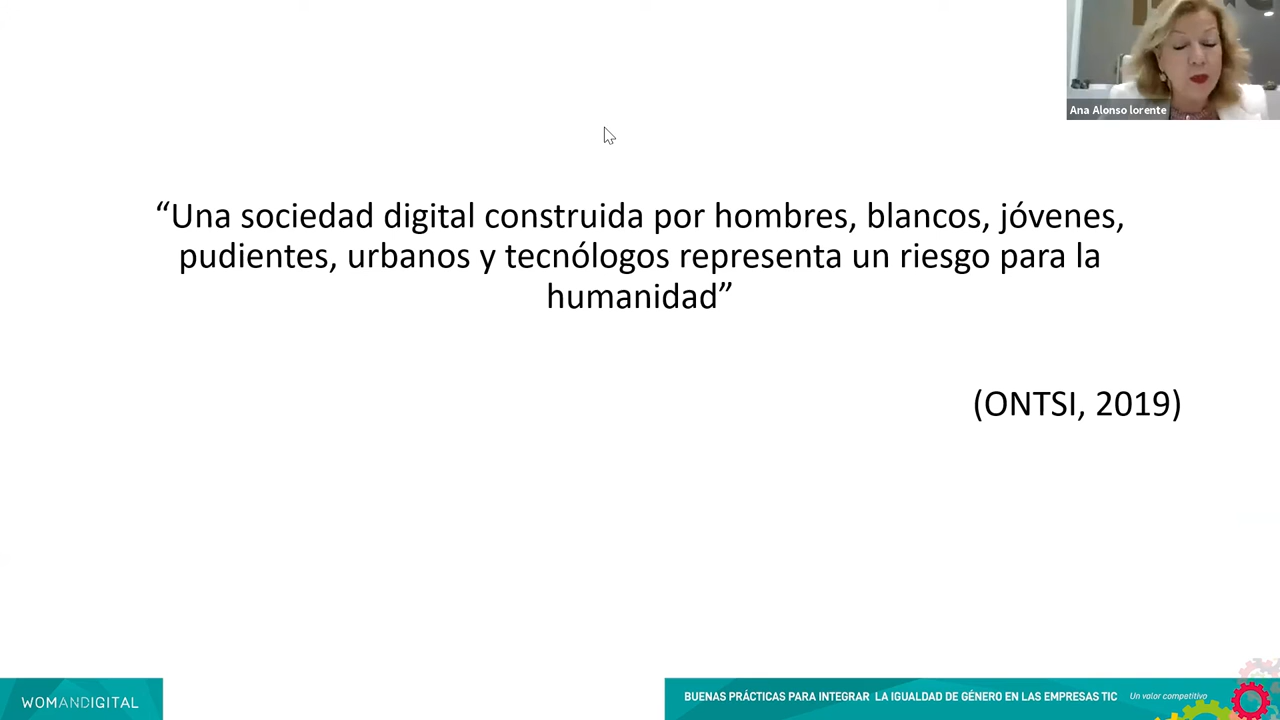 Ana Alonso lorente
“Una sociedad digital construida por hombres, blancos, jóvenes,
pudientes, urbanos y tecnólogos representa un riesgo para la
humanidad”
(ONTSI, 2019)
WOMANDIGITAL
BUENAS PRÁCTICAS PARA INTEGRAR LA IGUALDAD DE GÉNERO EN LAS EMPRESAS TIC Un valor competitivo